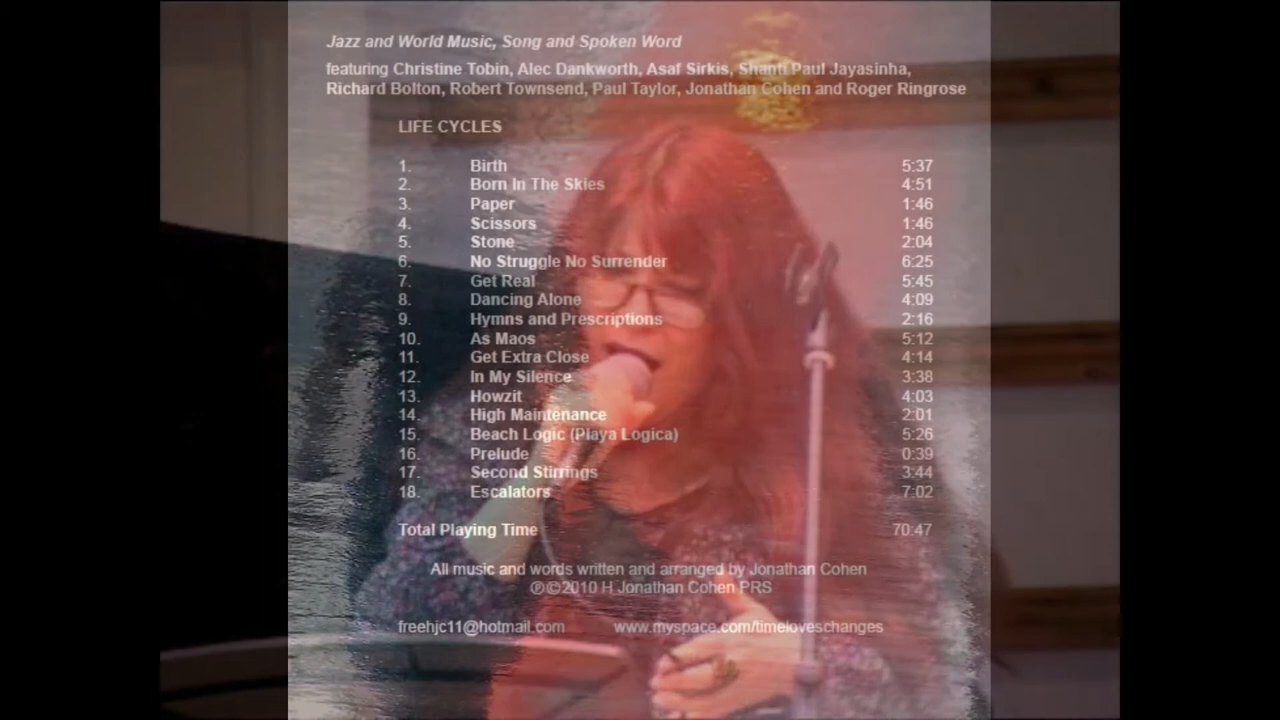 Jazz and World Music, Song and Spoken Word
featuring Christine Tobin, Alec Dankworth, Asaf Sirkis, Shanti Paul Jayasinha,
Richard Bolton, Robert Townsend, Paul Taylor, Jonathan Cohen and Roger Ringrose
LIFE CYCLES
1. Birth 5:37
2. Born In The Skies 4:51
3. Paper 1:46
4. Scissors 1:46
5. Stone 2:04
6. No Struggle No Surrender 6:25
7. Get Real 5:45
8. Dancing Alone 4:09
9. Hymns and Prescriptions 2:16
10. As Maos 5:12
11. Get Extra Close 4:14
12. In My Silence 3:38
13. Howzit 4:03
14. High Maintenance 2:01
15. Beach Logic (Playa Logica) 5:26
16. Prelude 0:39
17. Second Stirrings 3:44
18. Escalators 7:02
Total Playing Time 70:47
All music and words written and arranged by Jonathan Cohen
℗©2010 H Jonathan Cohen PRS
freehjc11@hotmail.com www.myspace.com/timeloveschanges